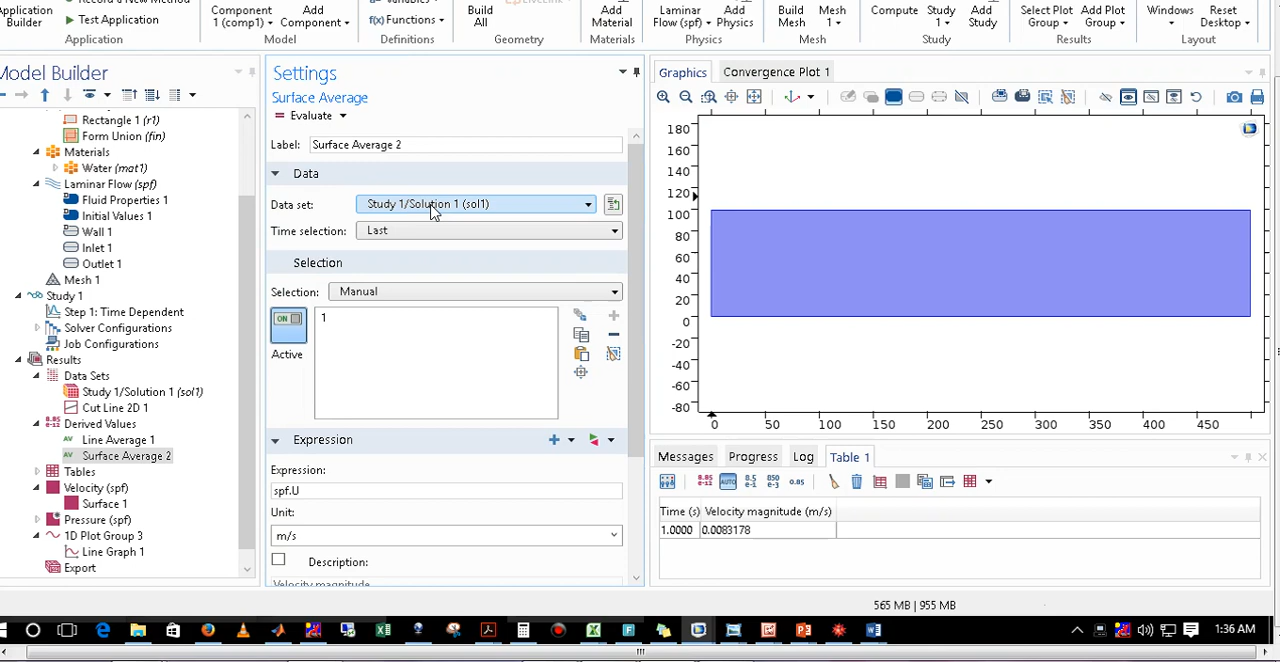 Application Builder
Record a New Method
Test Application
Application
Component 1 (comp1)
Add Component
Model
Variables
f(x) Functions
Definitions
Build All
LiveLink
Geometry
Add Material
Materials
Laminar Flow (spf)
Add Physics
Physics
Build Mesh
Mesh 1
Mesh
Compute
Study 1
Add Study
Study
Select Plot Group
Add Plot Group
Results
Windows
Reset Desktop
Layout
Model Builder
Rectangle 1 (r1)
Form Union (fin)
Materials
Water (mat1)
Laminar Flow (spf)
Fluid Properties 1
Initial Values 1
Wall 1
Inlet 1
Outlet 1
Mesh 1
Study 1
Step 1: Time Dependent
Solver Configurations
Job Configurations
Results
Data Sets
Study 1/Solution 1 (sol1)
Cut Line 2D 1
Derived Values
Line Average 1
Surface Average 2
Tables
Velocity (spf)
Surface 1
Pressure (spf)
1D Plot Group 3
Line Graph 1
Export
Settings
Surface Average
= Evaluate
Label: Surface Average 2
Data
Data set: Study 1/Solution 1 (sol1)
Time selection: Last
Selection
Selection: Manual
ON
Active
1
Expression
Expression:
spf.U
Unit:
m/s
Description:
Velocity magnitude
Graphics
Convergence Plot 1
180
160
140
120
100
80
60
40
20
0
-20
-40
-60
-80
0 50 100 150 200 250 300 350 400 450
Messages Progress Log Table 1
AUTO
Time (s) Velocity magnitude (m/s)
1.0000 0.0083178
565 MB | 955 MB
1:36 AM